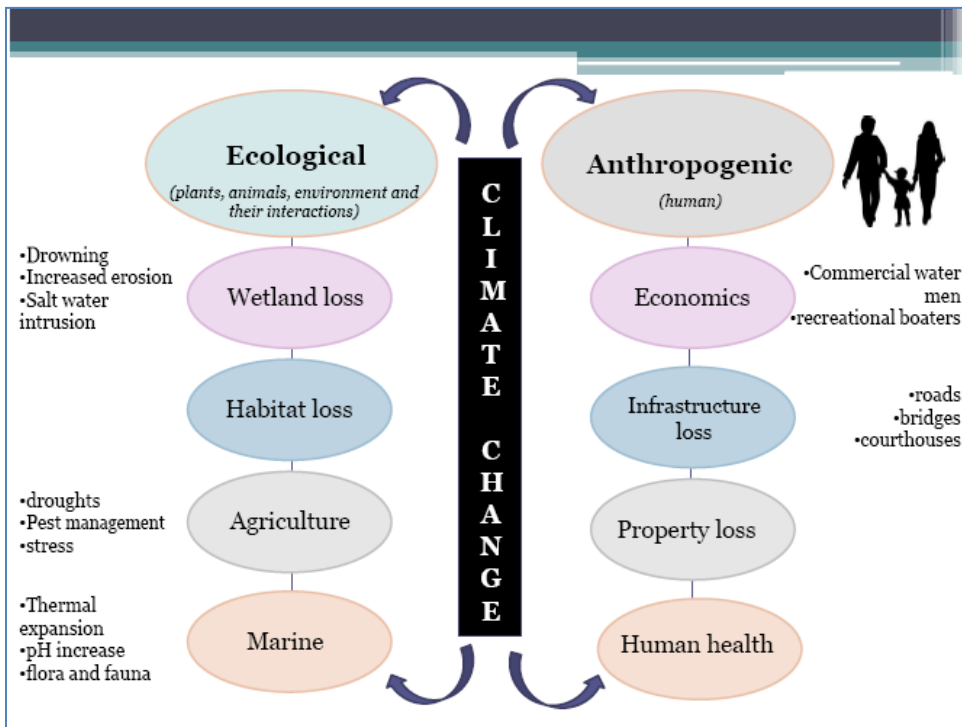 Ecological
(plants, animals, environment and
their interactions)
•Drowning
•Increased erosion
•Salt water
intrusion
Wetland loss
Habitat loss
•droughts
•Pest management
•stress
Agriculture
•Thermal
expansion
•pH increase
•flora and fauna
Marine
CLIMATE CHANGE
Anthropogenic
(human)
Economics
•Commercial water
men
•recreational boaters
Infrastructure
loss
•roads
•bridges
•courthouses
Property loss
Human health